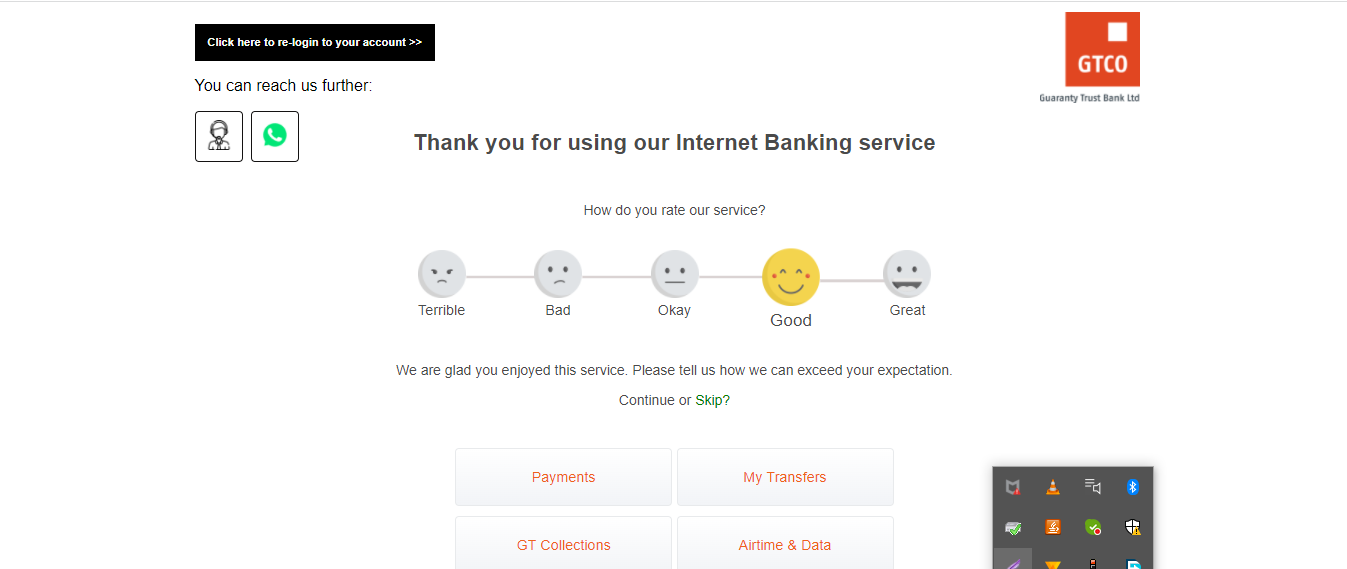 Click here to re-login to your account >>
You can reach us further:
GTCO
Guaranty Trust Bank Ltd
Thank you for using our Internet Banking service
How do you rate our service?
Terrible
Bad
Okay
Good
Great
We are glad you enjoyed this service. Please tell us how we can exceed your expectation.
Continue or Skip?
Payments
My Transfers
GT Collections
Airtime & Data